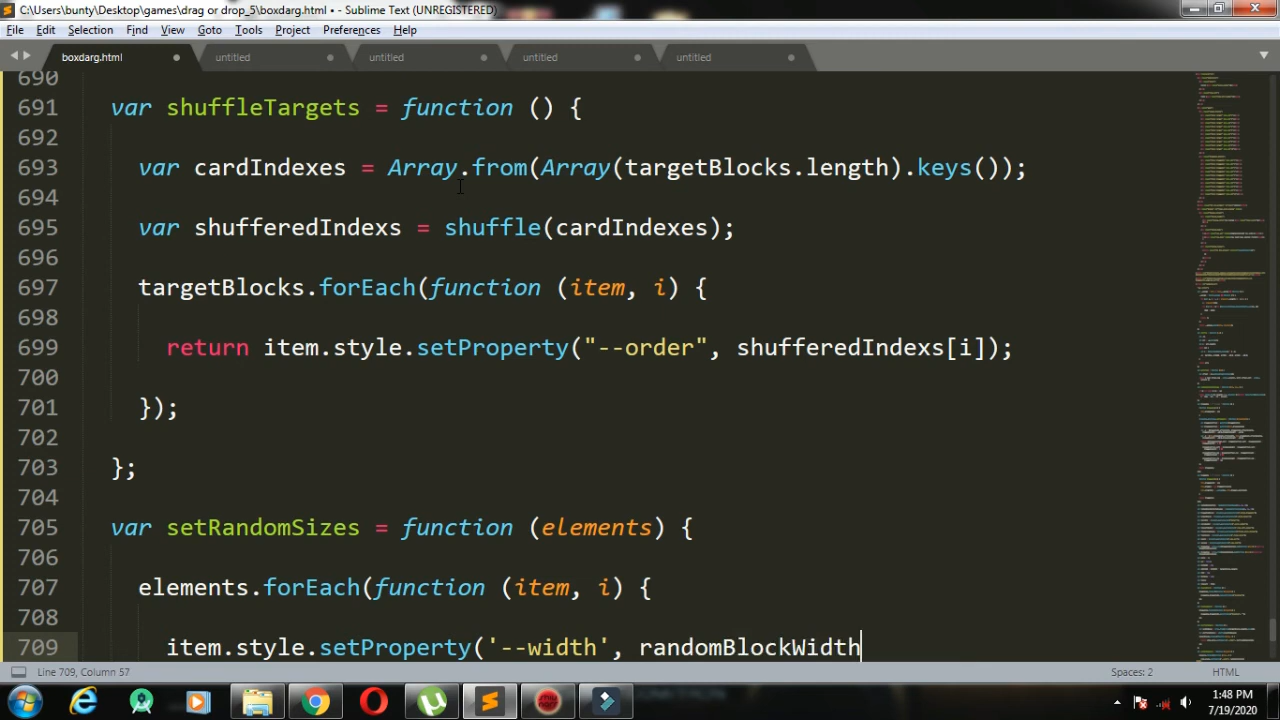 C:\Users\bunty\Desktop\games\drag or drop_5\boxdarg.html • - Sublime Text (UNREGISTERED)
File Edit Selection Find View Goto Tools Project Preferences Help
boxdarg.html untitled untitled untitled untitled
690
691 var shuffleTargets = function () {
692
693 var cardIndexes = Array.from(Array(targetBlocks.length).keys());
694
695 var shufferedIndexs = shuffle(cardIndexes);
696
697 targetBlocks.forEach(function (item, i) {
698
699 return item.style.setProperty("--order", shufferedIndexs[i]);
700
701 });
702
703 };
704
705 var setRandomSizes = function (elements) {
706
707 elements.forEach(function (item, i) {
708
709 item.style.setProperty('--width', randomBlockWidth
Line 709, Column 57 Spaces: 2 HTML
1:48 PM
7/19/2020